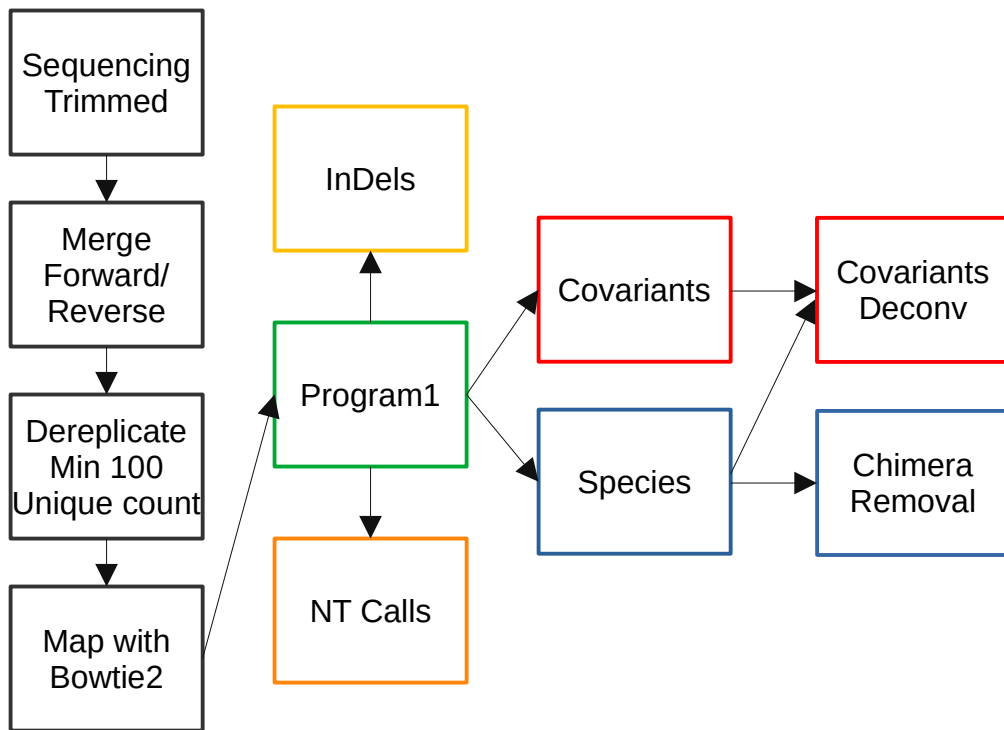 Sequencing
Trimmed
Merge
Forward/
Reverse
Dereplicate
Min 100
Unique count
Map with
Bowtie2
InDels
Program1
NT Calls
Covariants
Species
Covariants
Deconv
Chimera
Removal